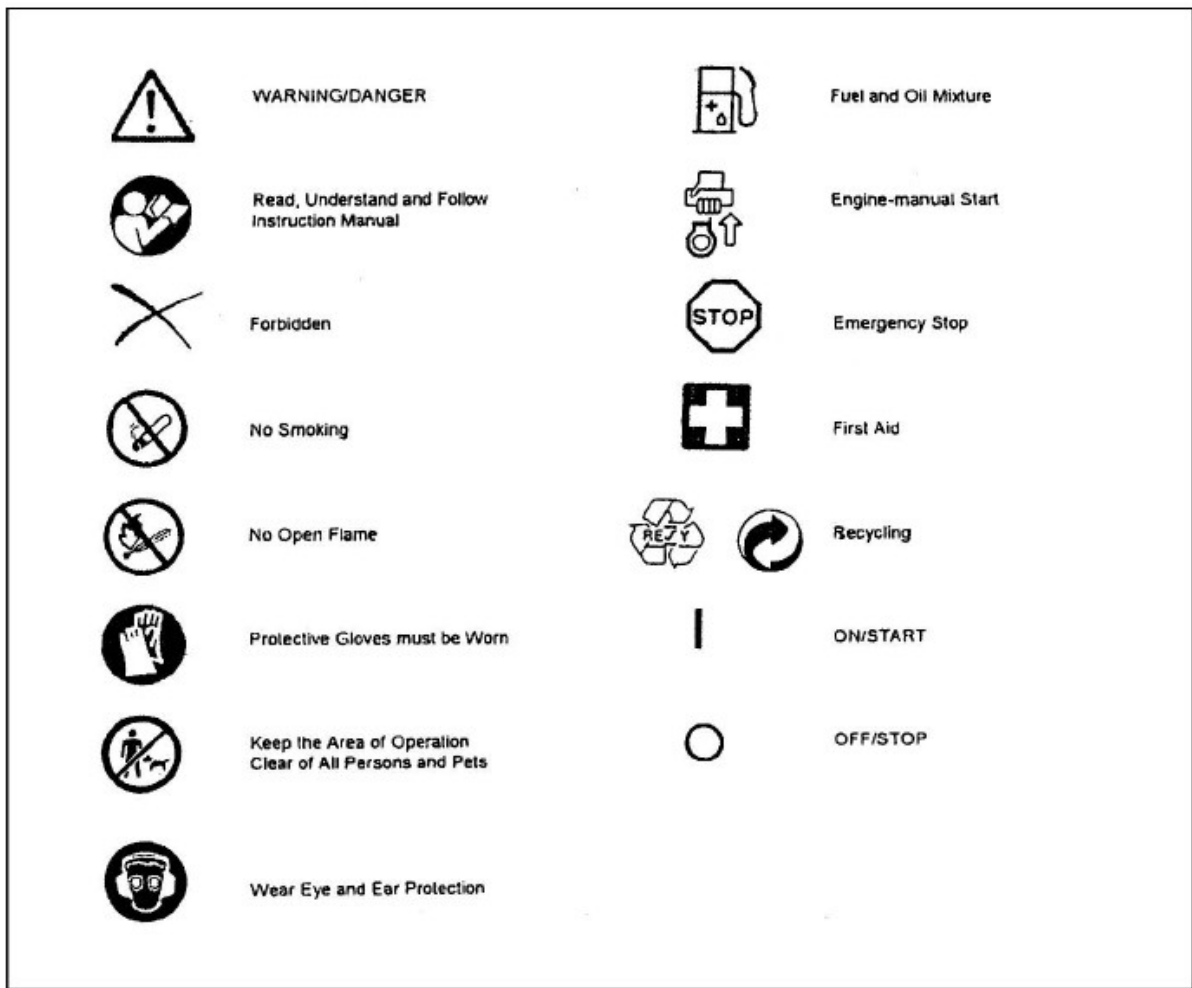 WARNING/DANGER
Read, Understand and Follow
Instruction Manual
Forbidden
No Smoking
No Open Flame
Protective Gloves must be Worn
Keep the Area of Operation
Clear of All Persons and Pets
Wear Eye and Ear Protection
Fuel and Oil Mixture
Engine-manual Start
STOP
Emergency Stop
First Aid
Recycling
ON/START
OFF/STOP